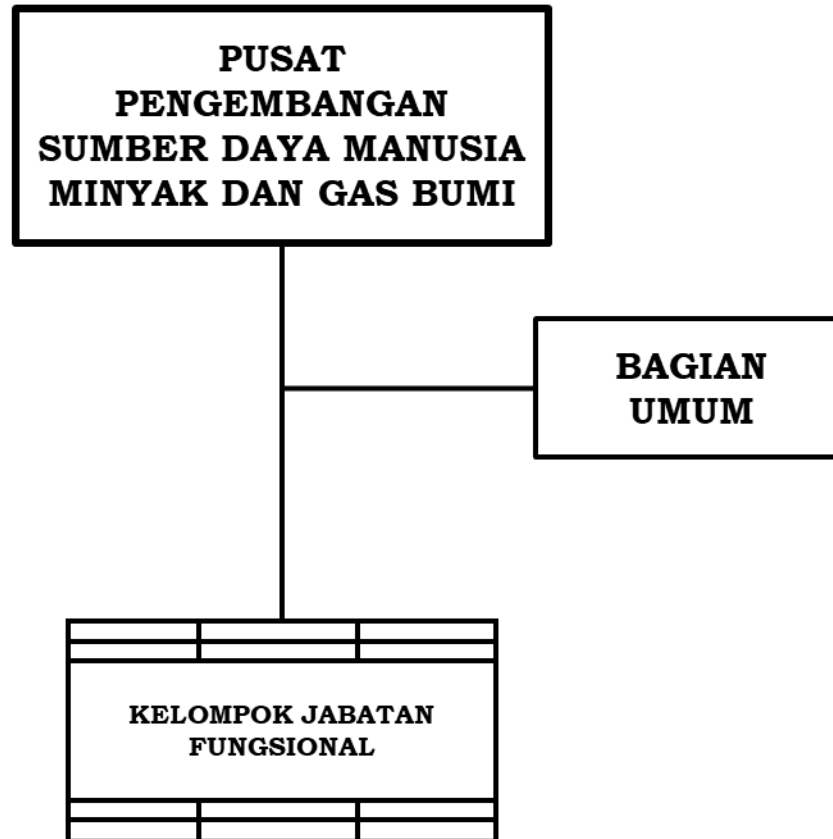 PUSAT
PENGEMBANGAN
SUMBER DAYA MANUSIA
MINYAK DAN GAS BUMI
BAGIAN
UMUM
KELOMPOK JABATAN
FUNGSIONAL